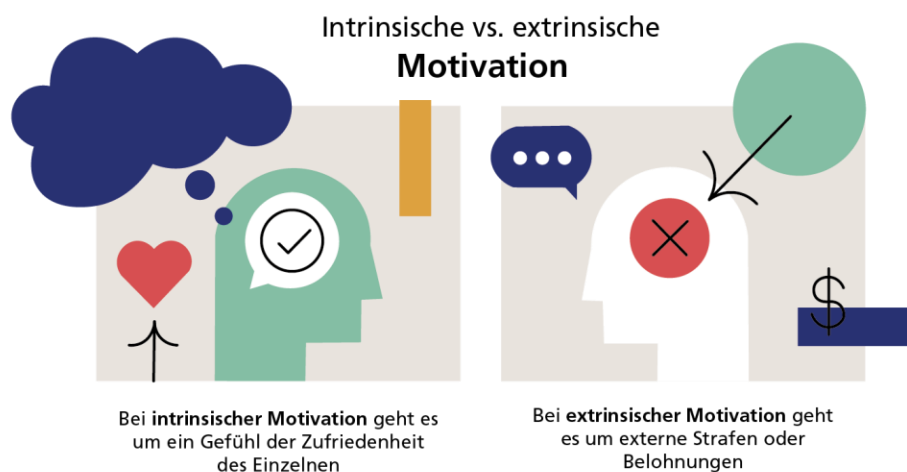 Intrinsische vs. extrinsische
Motivation
$
Bei intrinsischer Motivation geht es
um ein Gefühl der Zufriedenheit
des Einzelnen
Bei extrinsischer Motivation geht
es um externe Strafen oder
Belohnungen